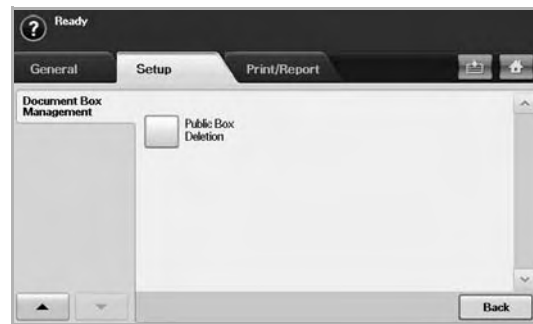 ? Ready
General Setup Print/Report
Document Box
Management
Public Box
Deletion
Back